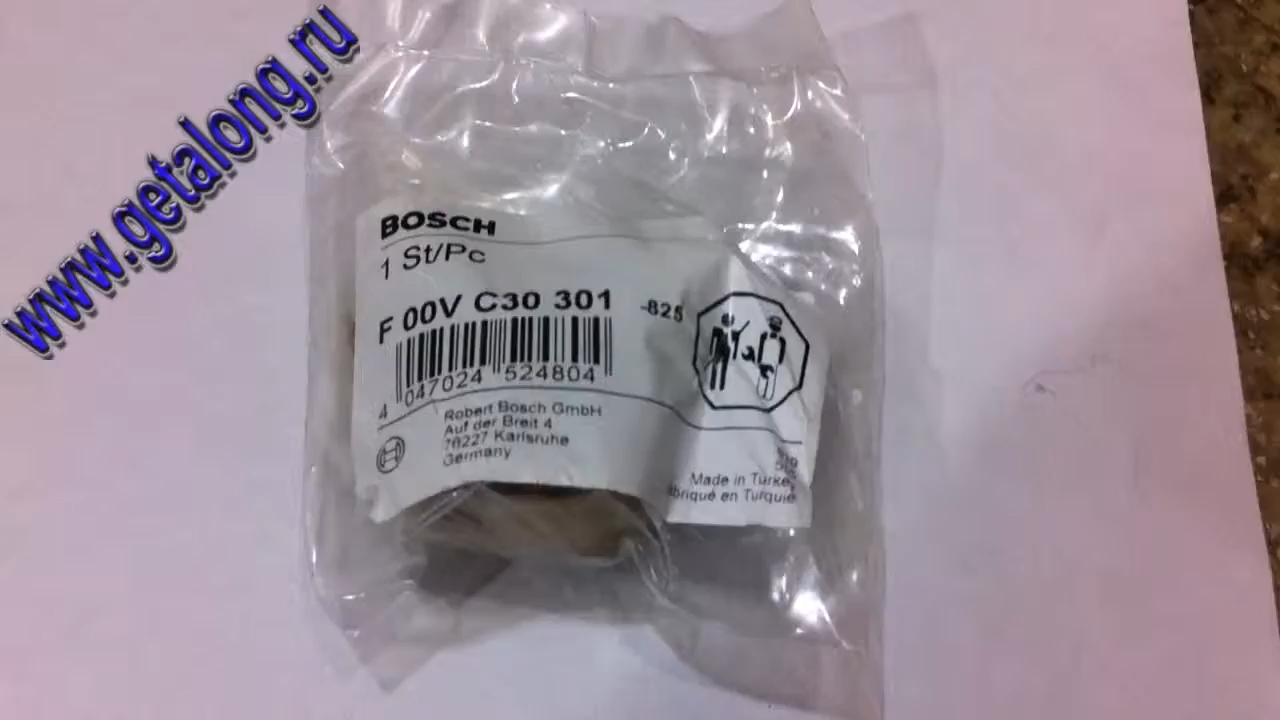 www.getalong.ru
BOSCH
1 St/Pc
F 00V C30 301
-825
4 047024 524804
Robert Bosch GmbH
Auf der Breit 4
76227 Karlsruhe
Germany
Made in Turkey
briqué en Turquie